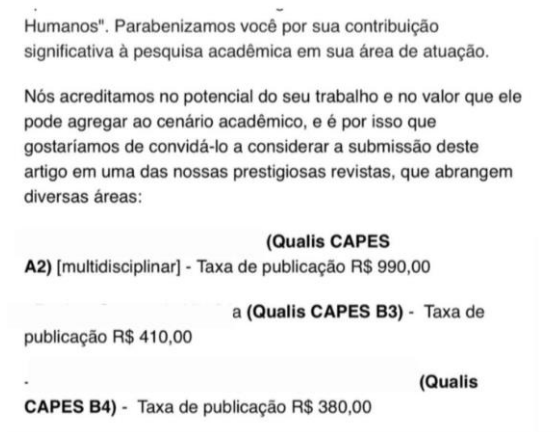 Humanos". Parabenizamos você por sua contribuição
significativa à pesquisa acadêmica em sua área de atuação.
Nós acreditamos no potencial do seu trabalho e no valor que ele
pode agregar ao cenário acadêmico, e é por isso que
gostaríamos de convidá-lo a considerar a submissão deste
artigo em uma das nossas prestigiosas revistas, que abrangem
diversas áreas:
(Qualis CAPES
A2) [multidisciplinar] - Taxa de publicação R$ 990,00
a (Qualis CAPES B3) - Taxa de
publicação R$ 410,00
(Qualis
CAPES B4) - Taxa de publicação R$ 380,00